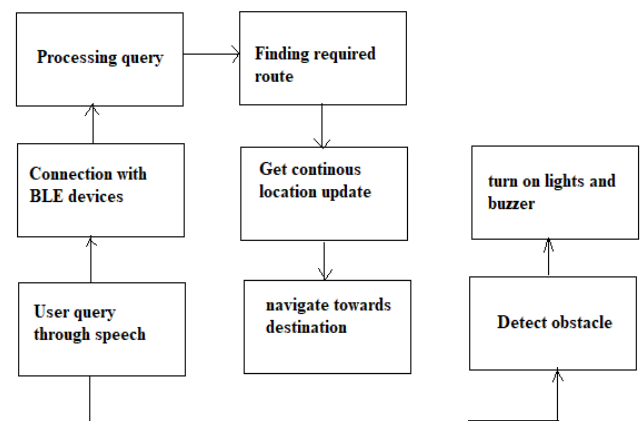 Processing query
Finding required
route
Connection with
BLE devices
Get continous
location update
turn on lights and
buzzer
User query
through speech
navigate towards
destination
Detect obstacle